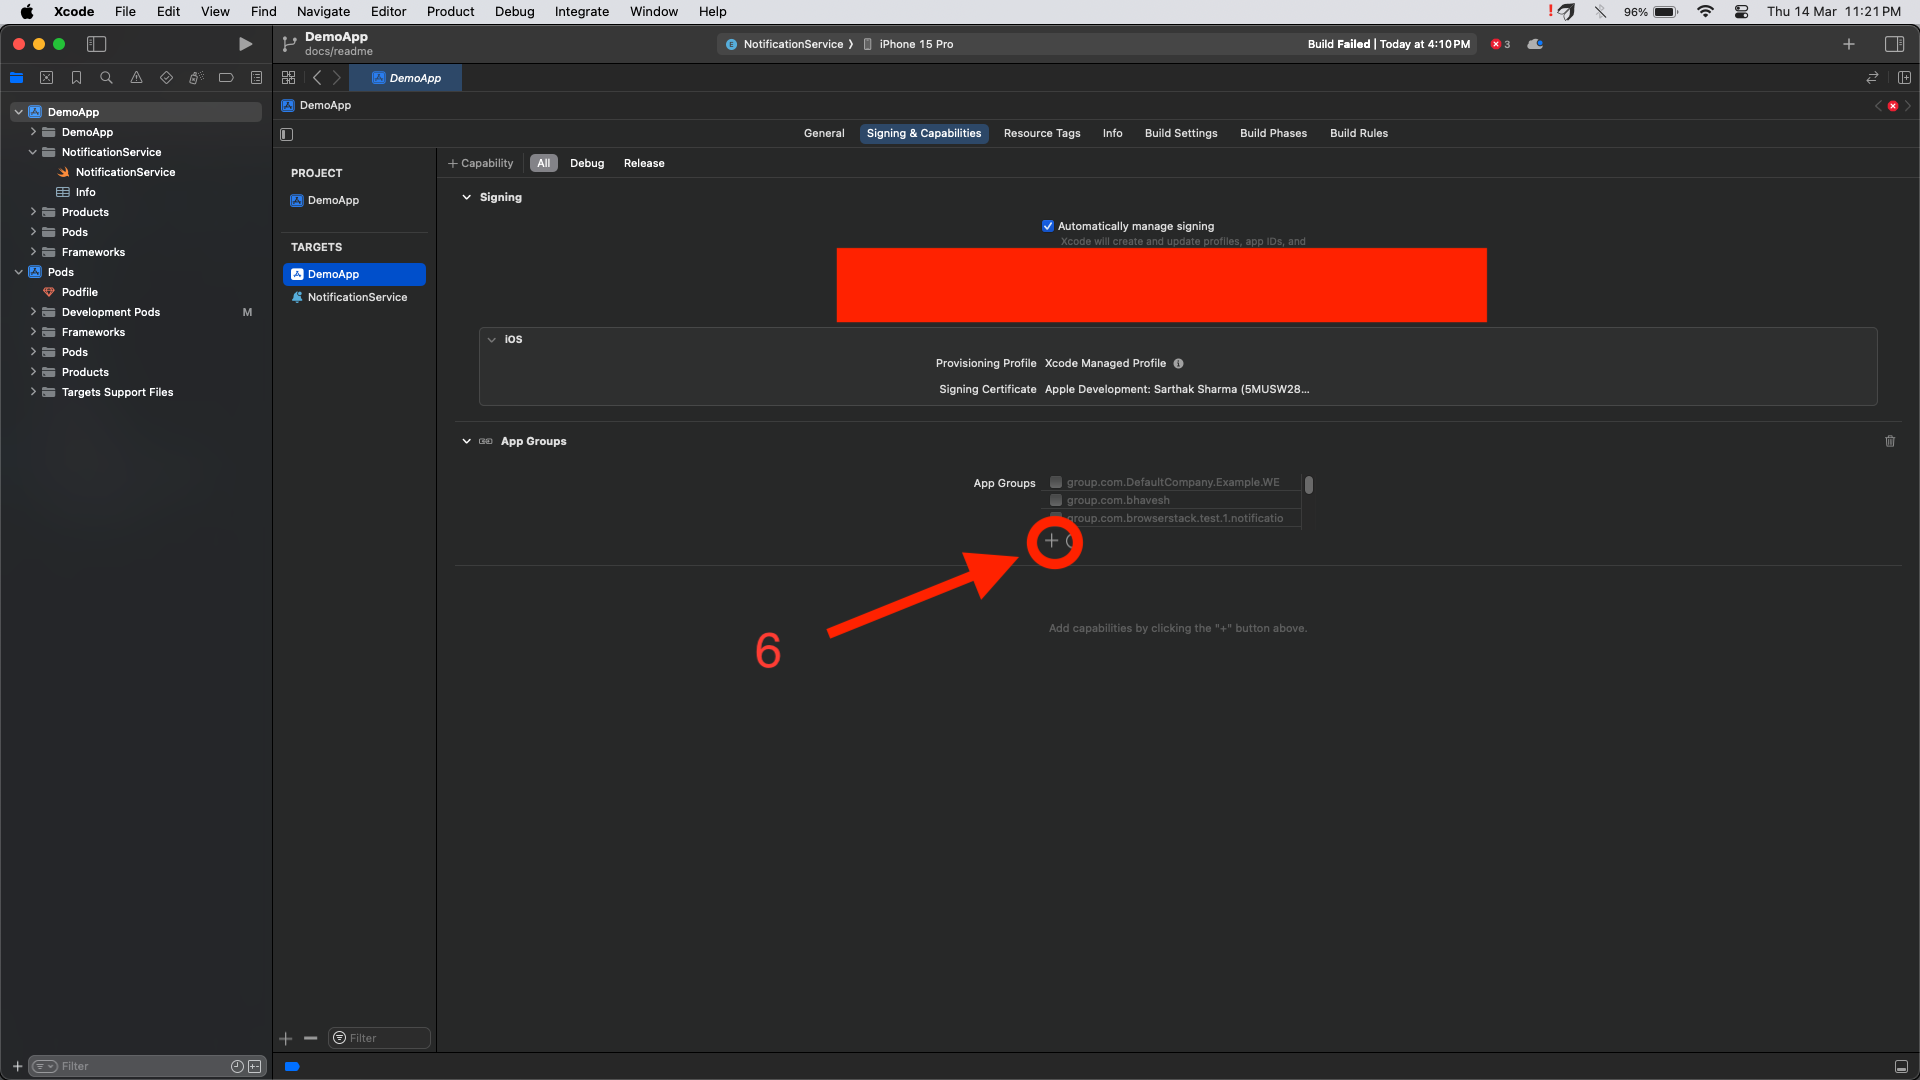 Xcode File Edit View Find Navigate Editor Product Debug Integrate Window Help
96% Thu 14 Mar 11:21 PM
DemoApp
docs/readme
NotificationService iPhone 15 Pro
Build Failed | Today at 4:10 PM
3
DemoApp
DemoApp
General Signing & Capabilities Resource Tags Info Build Settings Build Phases Build Rules
DemoApp
DemoApp
NotificationService
NotificationService
Info
Products
Pods
Frameworks
Pods
Podfile
Development Pods M
Frameworks
Pods
Products
Targets Support Files
Filter
PROJECT
DemoApp
TARGETS
DemoApp
NotificationService
Filter
+ Capability All Debug Release
Signing
Automatically manage signing
Xcode will create and update profiles, app IDs, and
iOS
Provisioning Profile Xcode Managed Profile
Signing Certificate Apple Development: Sarthak Sharma (5MUSW28...
App Groups
App Groups
group.com.DefaultCompany.Example.WE
group.com.bhavesh
group.com.browserstack.test.1.notificatio
6
Add capabilities by clicking the "+" button above.